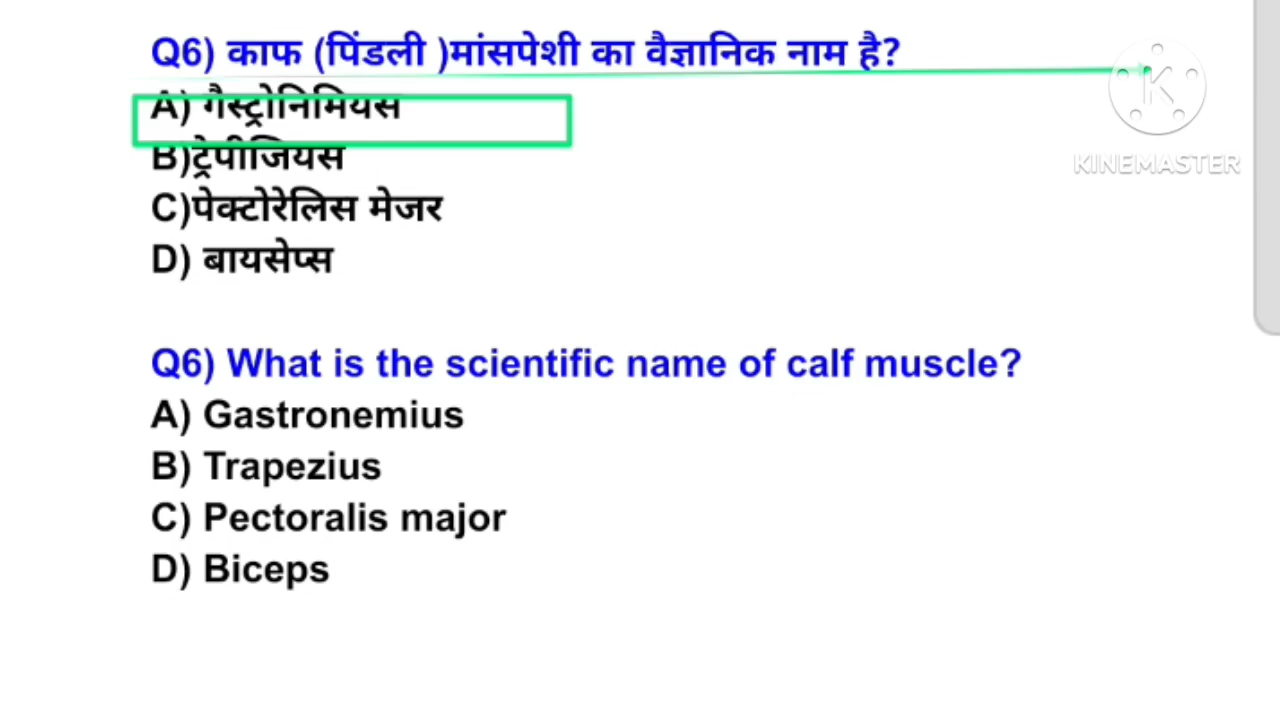 Q6) काफ (पिंडली )मांसपेशी का वैज्ञानिक नाम है?
A) गैस्ट्रोनिमियस
B)ट्रेपीजियस
C)पेक्टोरेलिस मेजर
D) बायसेप्स
Q6) What is the scientific name of calf muscle?
A) Gastronemius
B) Trapezius
C) Pectoralis major
D) Biceps
K
KINEMASTER